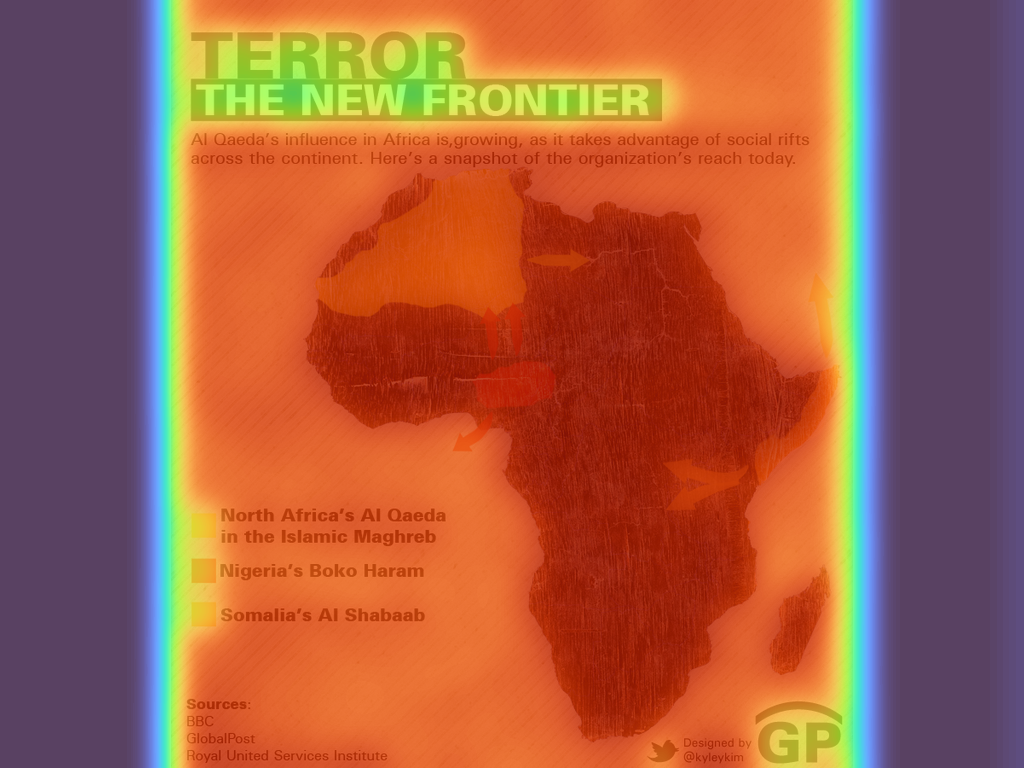 TERROR
THE NEW FRONTIER
Al Qaeda's influence in Africa is,growing, as it takes advantage of social rifts
across the continent. Here's a snapshot of the organization's reach today.
North Africa's Al Qaeda
in the Islamic Maghreb
Nigeria's Boko Haram
Somalia's Al Shabaab
Sources:
BBC
GlobalPost
Royal United Services Institute
Designed by
@kyleykim
GP